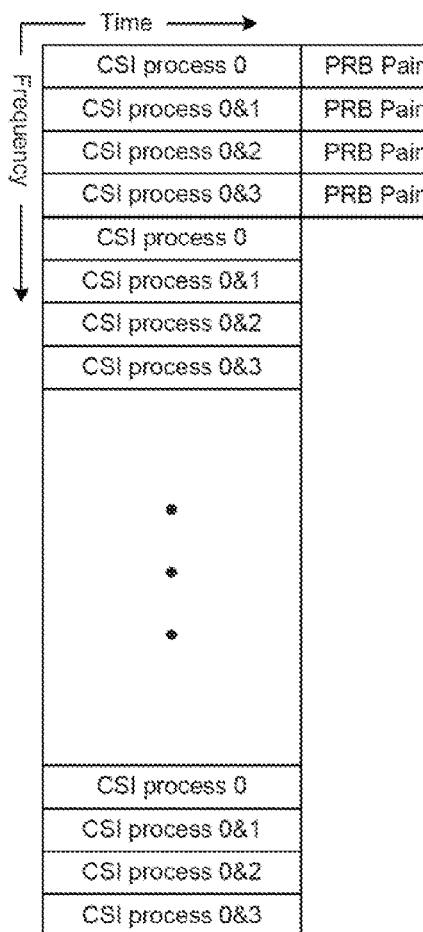 Time
Frequency
CSI process 0 PRB Pair
CSI process 0&1 PRB Pair
CSI process 0&2 PRB Pair
CSI process 0&3 PRB Pair
CSI process 0
CSI process 0&1
CSI process 0&2
CSI process 0&3
CSI process 0
CSI process 0&1
CSI process 0&2
CSI process 0&3